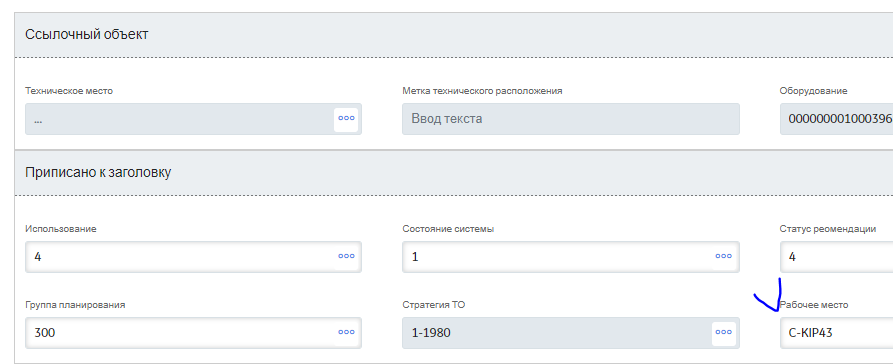 Ссылочный объект
Техническое место Метка технического расположения Оборудование
... Ввод текста 000000001000396
Приписано к заголовку
Использование Состояние системы Статус реомендации
4 1 4
Группа планирования Стратегия ТО Рабочее место
300 1-1980 C-KIP43